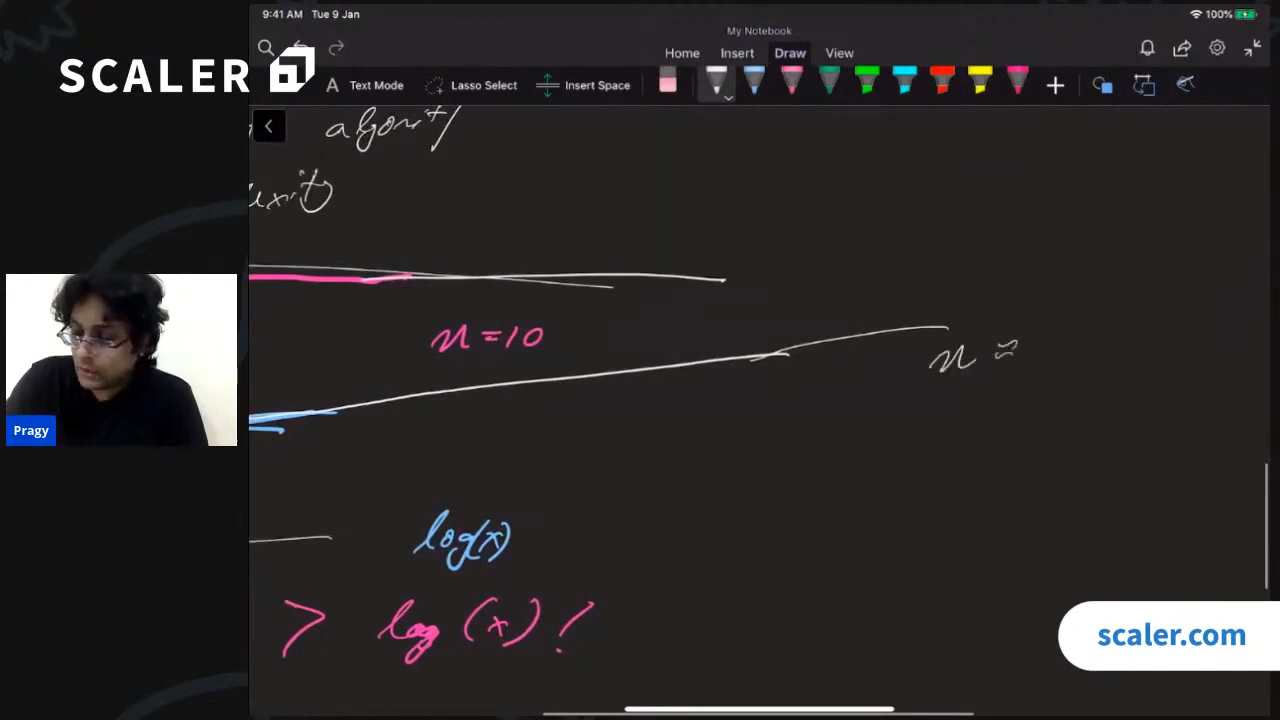 9:41 AM Tue 9 Jan
100%
My Notebook
SCALER
Home Insert Draw View
Text Mode Lasso Select Insert Space
n = 10
n ≈
Pragy
log(x)
> log (x) !
scaler.com